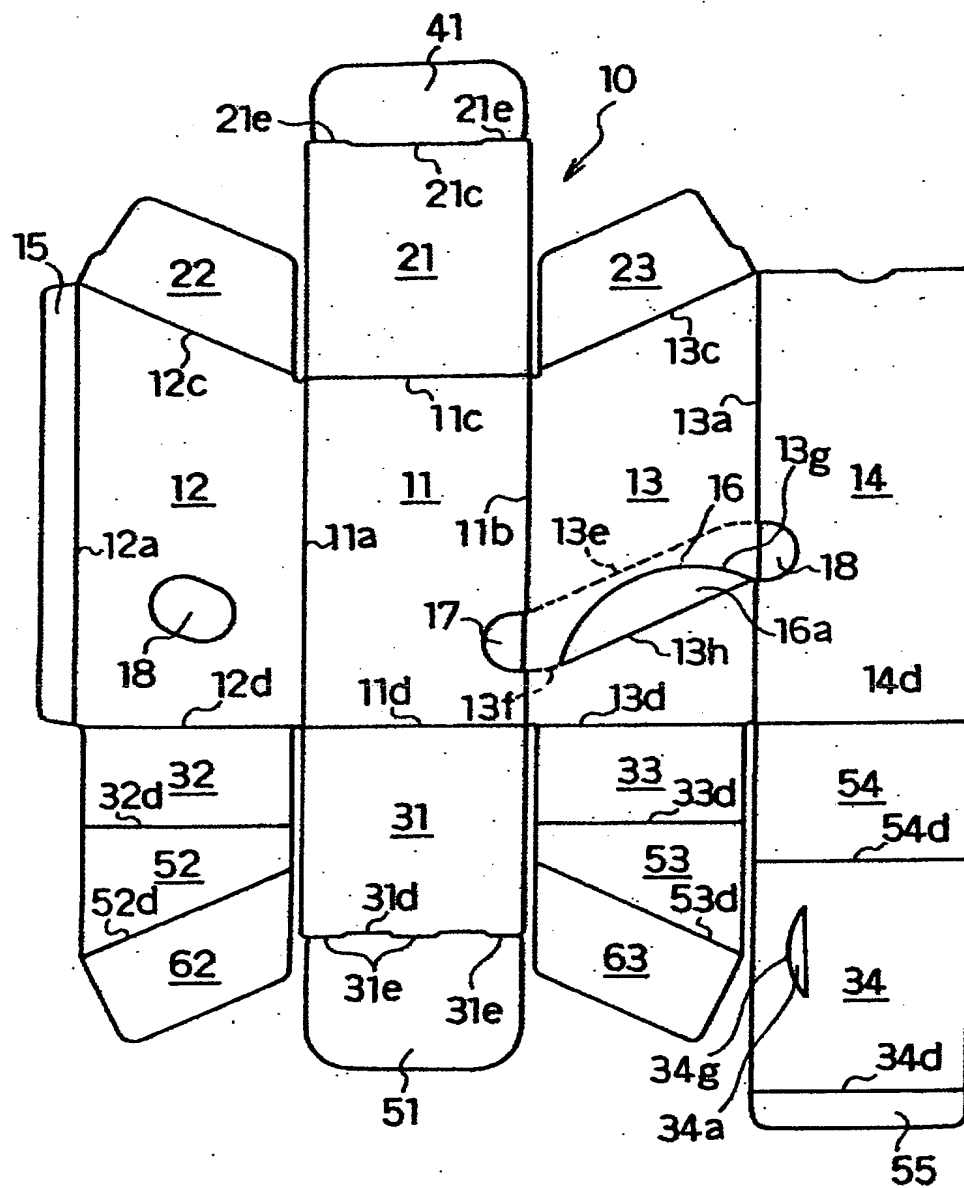 41
10
21e 21e
21c
15
22 21 23
12c 13c
11c 13a
13g
12 11 13 16 14
12a 11a 11b 13e
18
17
16a
18 13h
12d 11d 13f 13d 14d
32 33 54
32d 31 33d
54d
52 53
52d 31d 53d
62 63 34
31e 31e
34g 34d
51 34a
55